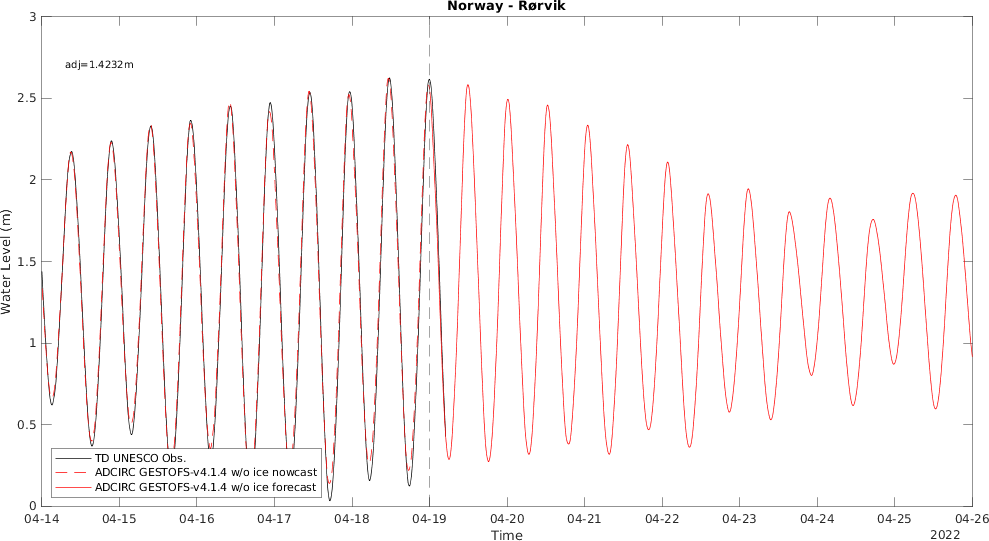 Norway - Rørvik
3
adj=1.4232m
2.5
2
1.5
1
0.5
0
Water Level (m)
TD UNESCO Obs.
ADCIRC GESTOFS-v4.1.4 w/o ice nowcast
ADCIRC GESTOFS-v4.1.4 w/o ice forecast
04-14 04-15 04-16 04-17 04-18 04-19 04-20 04-21 04-22 04-23 04-24 04-25 04-26
Time
2022